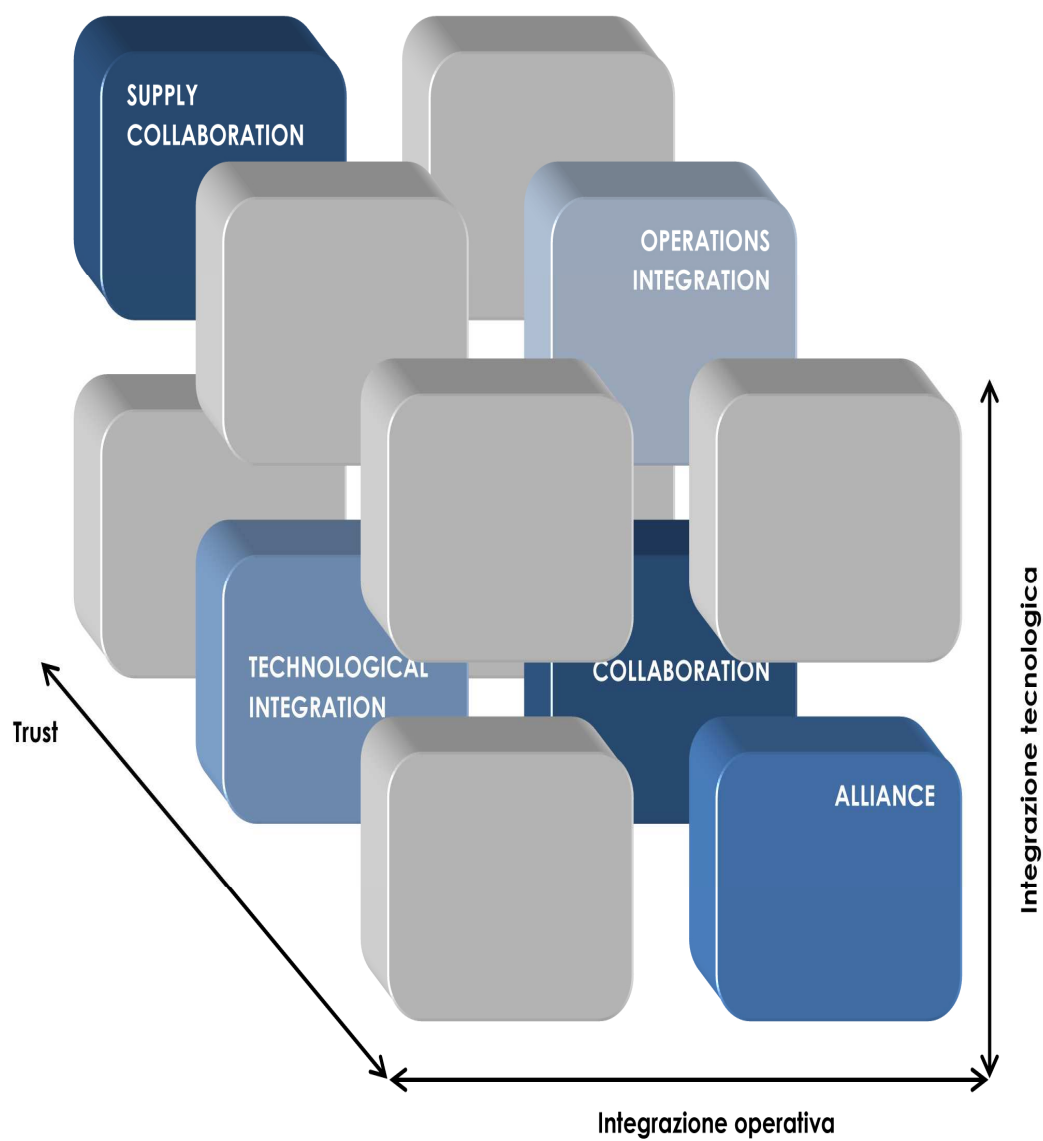 SUPPLY
COLLABORATION
OPERATIONS
INTEGRATION
TECHNOLOGICAL
INTEGRATION
COLLABORATION
ALLIANCE
Trust
Integrazione operativa
Integrazione tecnologica